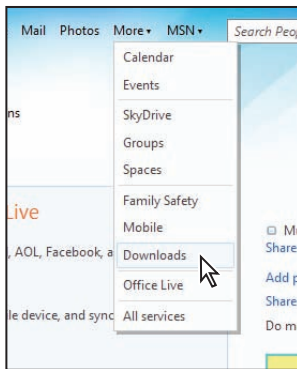 Mail Photos More ▾ MSN ▾ Search Peo
Calendar
Events
ns
SkyDrive
Groups
Spaces
Family Safety
Live
Mobile
, AOL, Facebook, a
Downloads
Share
Office Live
Add p
Share
le device, and sync
All services
Do m